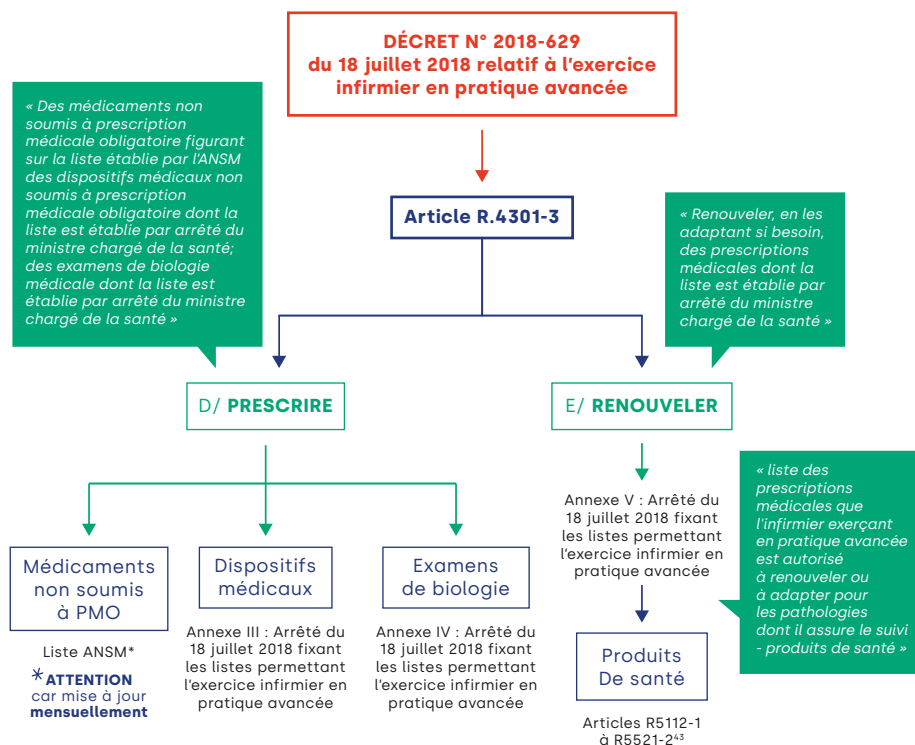 DÉCRET N° 2018-629
du 18 juillet 2018 relatif à l'exercice
infirmier en pratique avancée
« Des médicaments non
soumis à prescription
médicale obligatoire figurant
sur la liste établie par l'ANSM
des dispositifs médicaux non
soumis à prescription
médicale obligatoire dont la
liste est établie par arrêté du
ministre chargé de la santé;
des examens de biologie
médicale dont la liste est
établie par arrêté du ministre
chargé de la santé »
Article R.4301-3
« Renouveler, en les
adaptant si besoin,
des prescriptions
médicales dont la
liste est établie par
arrêté du ministre
chargé de la santé »
D/ PRESCRIRE
E/ RENOUVELER
Annexe V : Arrêté du
18 juillet 2018 fixant
les listes permettant
l'exercice infirmier en
pratique avancée
« liste des
prescriptions
médicales que
l'infirmier exerçant
en pratique avancée
est autorisé
à renouveler ou
à adapter pour
les pathologies
dont il assure le suivi
- produits de santé »
Médicaments
non soumis
à PMO
Liste ANSM*
* ATTENTION
car mise à jour
mensuellement
Dispositifs
médicaux
Annexe III : Arrêté du
18 juillet 2018 fixant
les listes permettant
l'exercice infirmier en
pratique avancée
Examens
de biologie
Annexe IV : Arrêté du
18 juillet 2018 fixant
les listes permettant
l'exercice infirmier en
pratique avancée
Produits
De santé
Articles R5112-1
à R5521-2⁴³